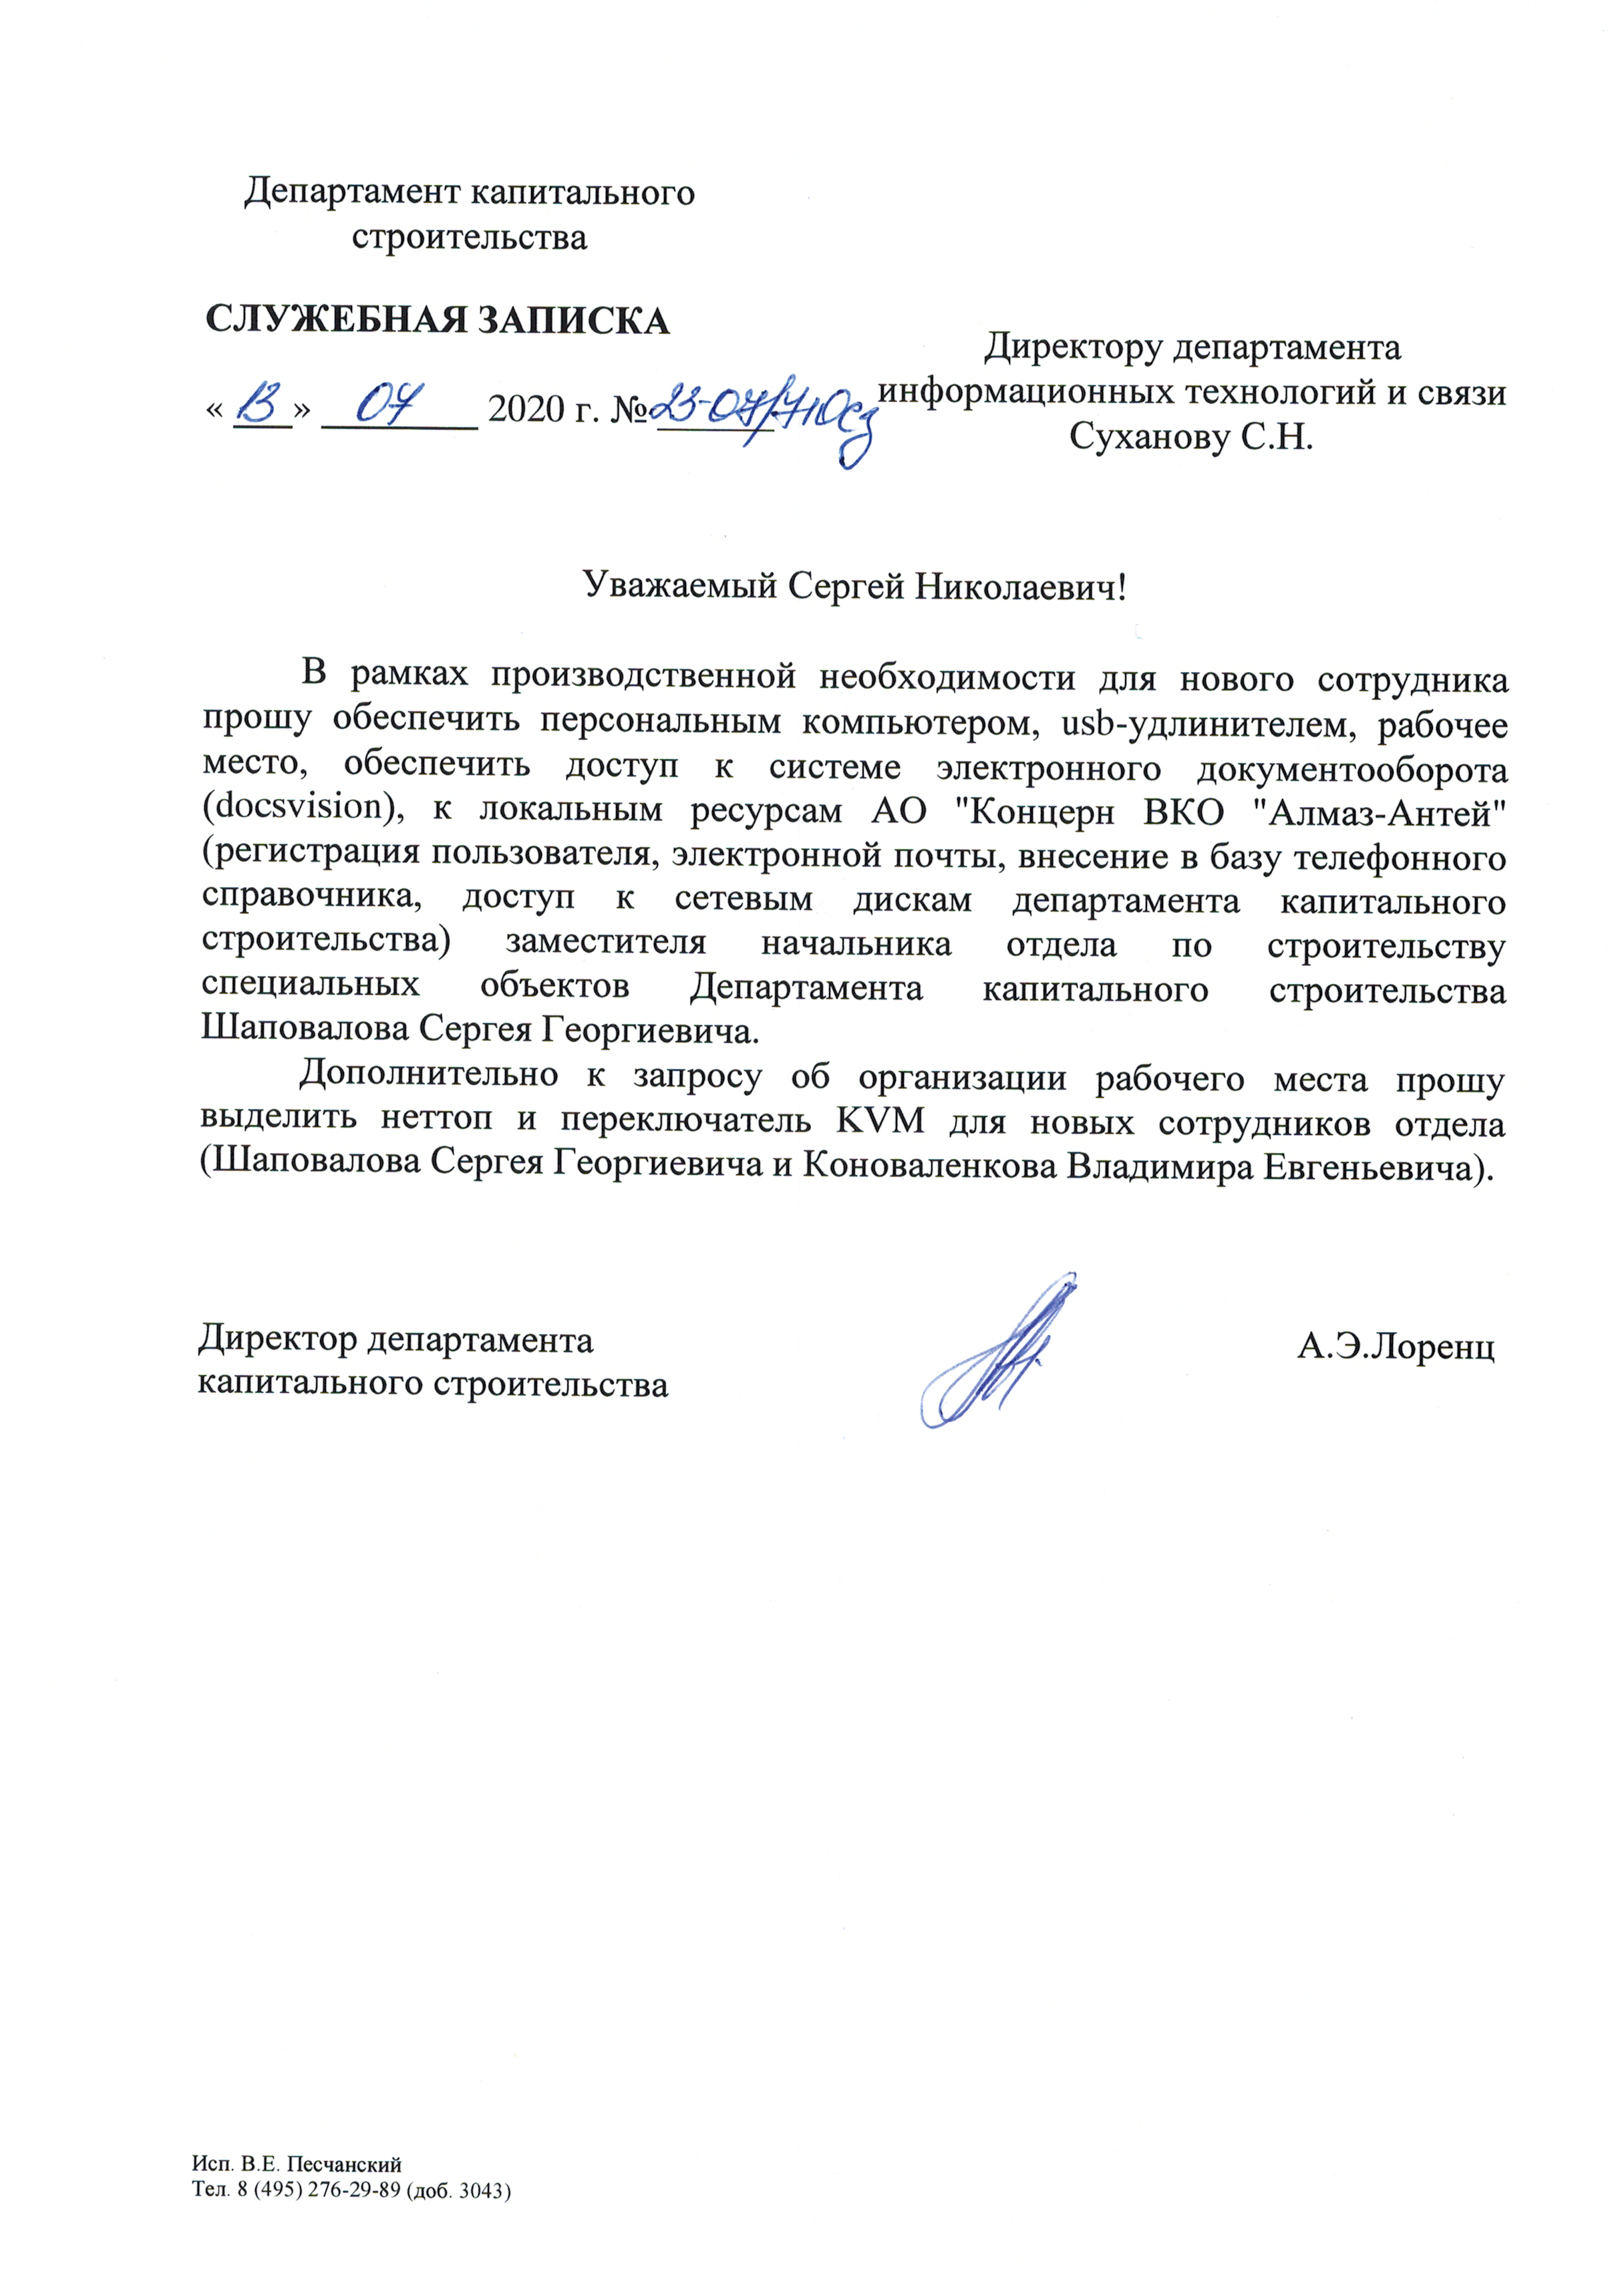 Департамент капитального
строительства
СЛУЖЕБНАЯ ЗАПИСКА
« 13 » 07 2020 г. № 23-07/710сз
Директору департамента
информационных технологий и связи
Суханову С.Н.
Уважаемый Сергей Николаевич!
В рамках производственной необходимости для нового сотрудника
прошу обеспечить персональным компьютером, usb-удлинителем, рабочее
место, обеспечить доступ к системе электронного документооборота
(docsvision), к локальным ресурсам АО "Концерн ВКО "Алмаз-Антей"
(регистрация пользователя, электронной почты, внесение в базу телефонного
справочника, доступ к сетевым дискам департамента капитального
строительства) заместителя начальника отдела по строительству
специальных объектов Департамента капитального строительства
Шаповалова Сергея Георгиевича.
Дополнительно к запросу об организации рабочего места прошу
выделить неттоп и переключатель KVM для новых сотрудников отдела
(Шаповалова Сергея Георгиевича и Коноваленкова Владимира Евгеньевича).
Директор департамента
капитального строительства
А.Э.Лоренц
Исп. В.Е. Песчанский
Тел. 8 (495) 276-29-89 (доб. 3043)